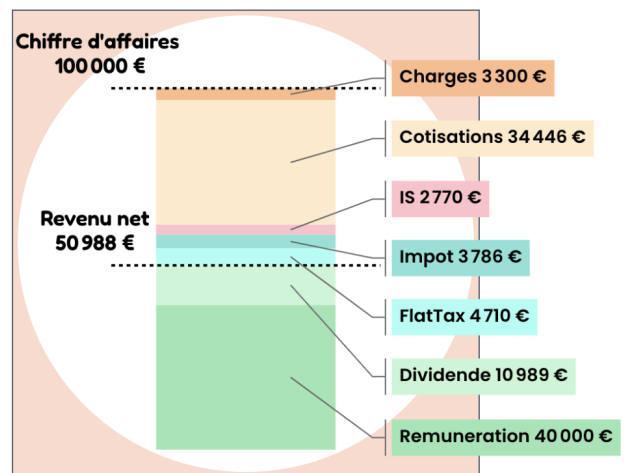 Chiffre d'affaires
100 000 €
Charges 3 300 €
Cotisations 34 446 €
IS 2 770 €
Revenu net
50 988 €
Impot 3 786 €
FlatTax 4 710 €
Dividende 10 989 €
Remuneration 40 000 €